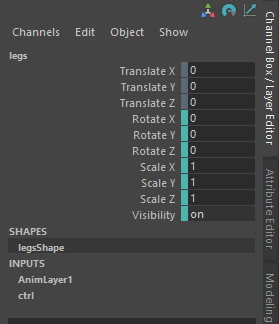 Channels Edit Object Show
legs
Translate X 0
Translate Y 0
Translate Z 0
Rotate X 0
Rotate Y 0
Rotate Z 0
Scale X 1
Scale Y 1
Scale Z 1
Visibility on
SHAPES
legsShape
INPUTS
AnimLayer1
ctrl
Channel Box / Layer Editor
Attribute Editor
Modeling